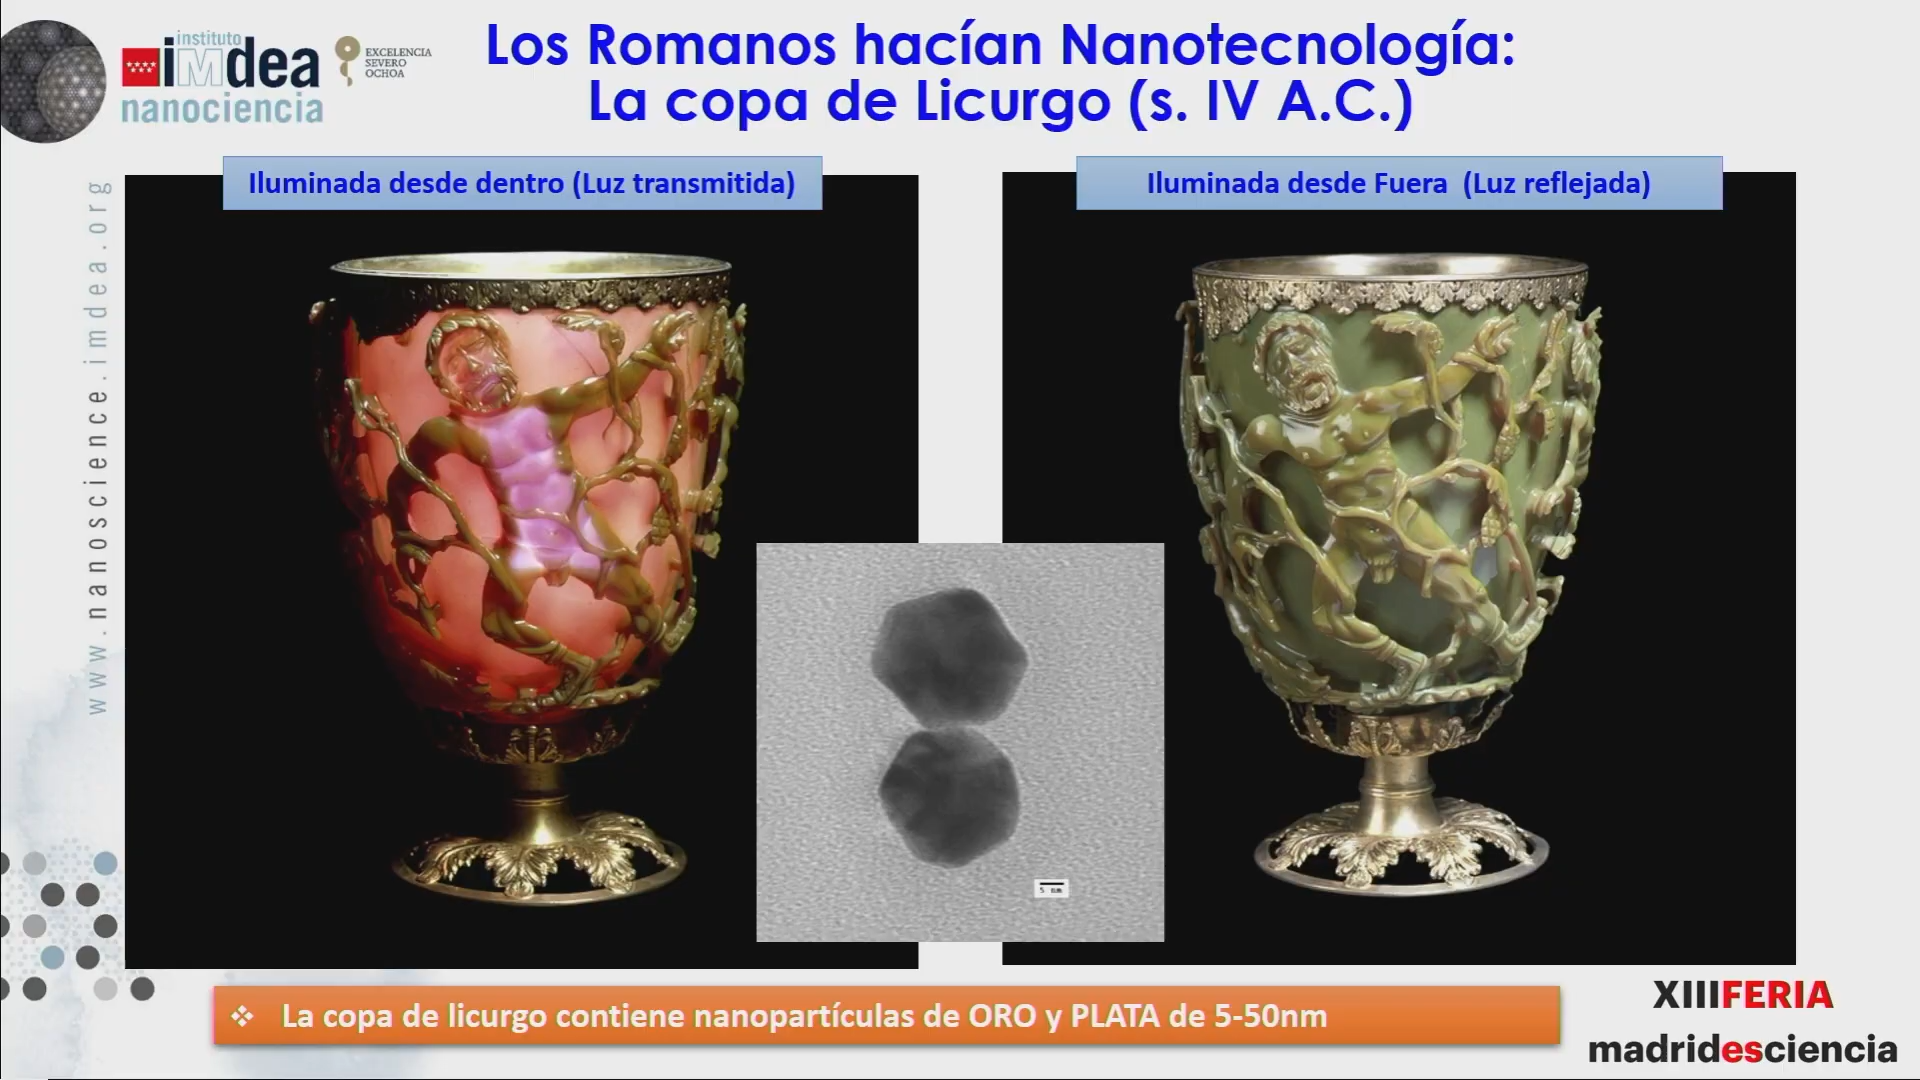 instituto
iMdea
nanociencia
EXCELENCIA
SEVERO
OCHOA
Los Romanos hacían Nanotecnología:
La copa de Licurgo (s. IV A.C.)
www.nanoscience.imdea.org
Iluminada desde dentro (Luz transmitida)
Iluminada desde Fuera (Luz reflejada)
5 nm
❖ La copa de licurgo contiene nanopartículas de ORO y PLATA de 5-50nm
XIIIFERIA
madridesciencia